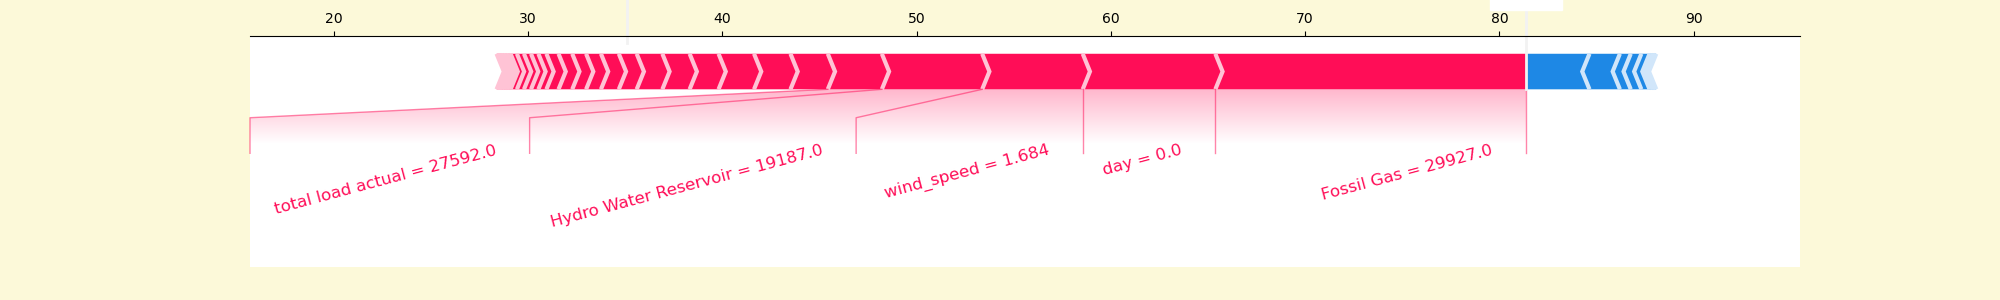 20 30 40 50 60 70 80 90
total load actual = 27592.0
Hydro Water Reservoir = 19187.0
wind_speed = 1.684
day = 0.0
Fossil Gas = 29927.0